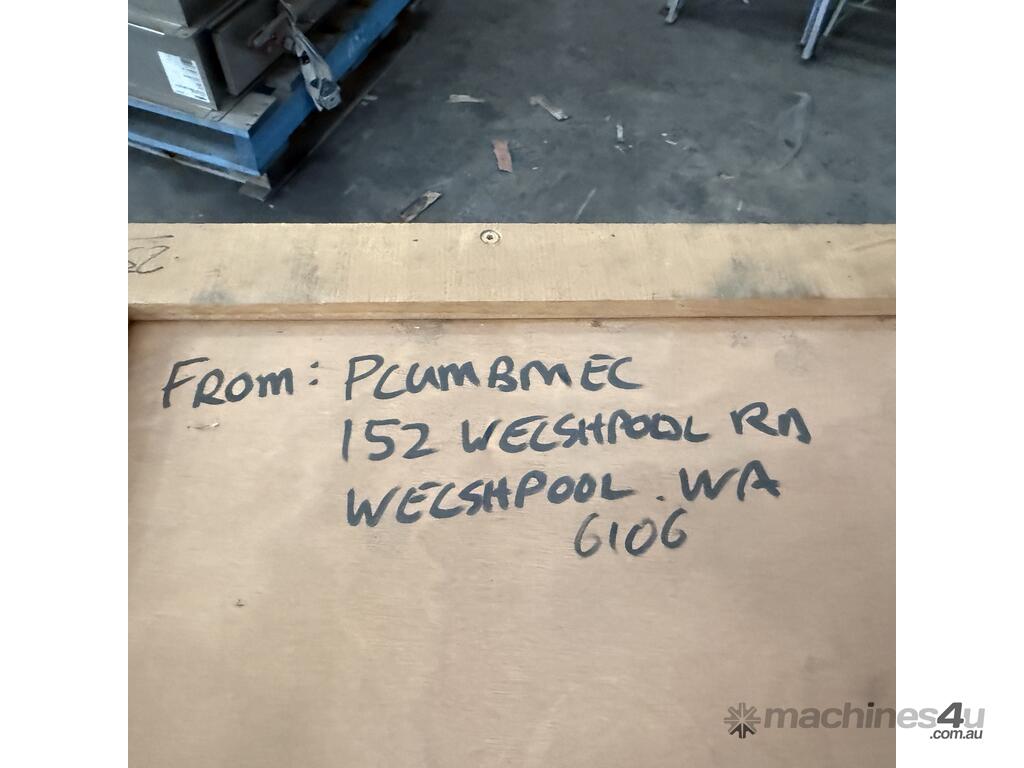 FROM: PLUMBMEC
152 WELSHPOOL RD
WELSHPOOL. WA
6106
machines4u
.com.au